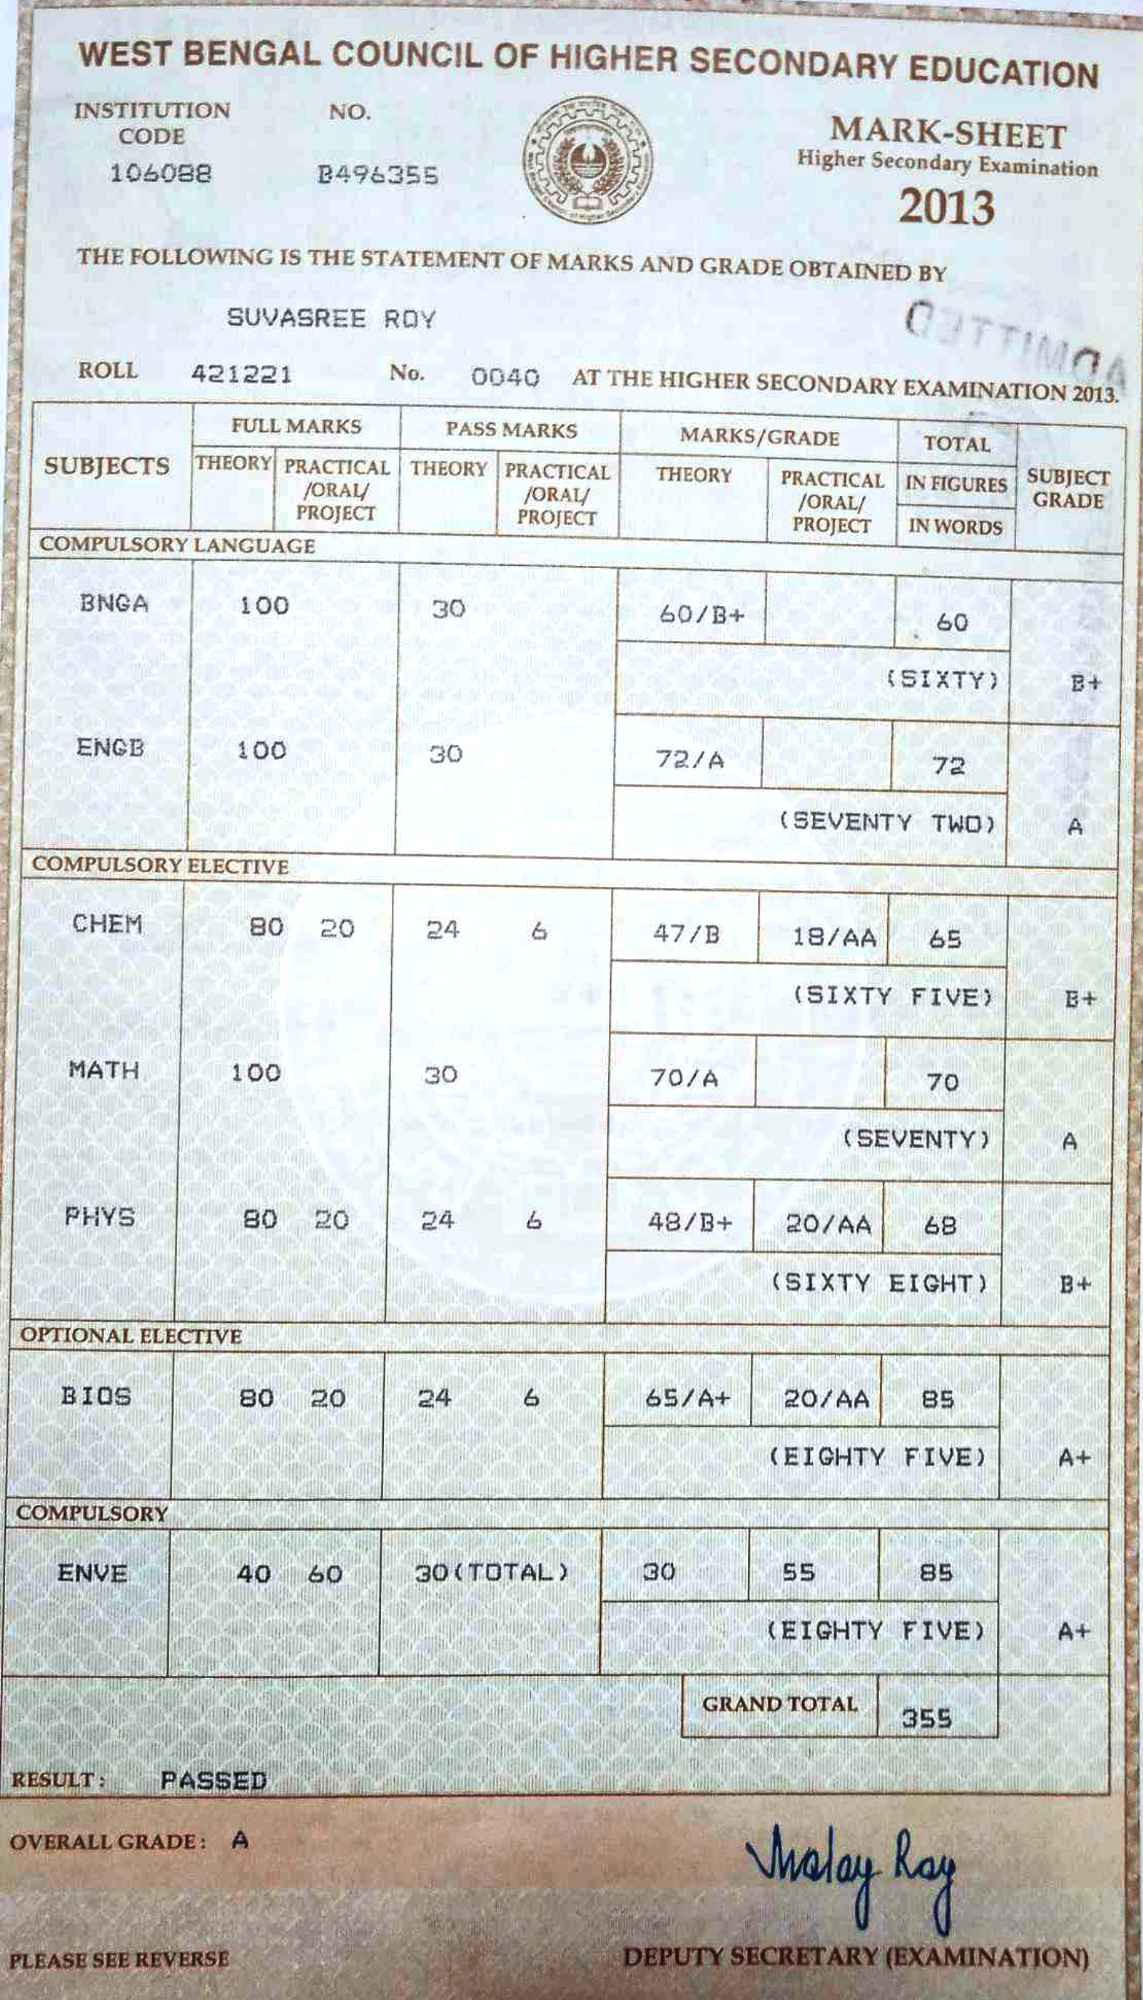 WEST BENGAL COUNCIL OF HIGHER SECONDARY EDUCATION
INSTITUTION CODE NO. MARK-SHEET
106088 B496355 Higher Secondary Examination
2013
THE FOLLOWING IS THE STATEMENT OF MARKS AND GRADE OBTAINED BY
SUVASREE ROY
ADMITTED
ROLL 421221 No. 0040 AT THE HIGHER SECONDARY EXAMINATION 2013.
SUBJECTS FULL MARKS PASS MARKS MARKS/GRADE TOTAL SUBJECT GRADE
THEORY PRACTICAL /ORAL/ PROJECT THEORY PRACTICAL /ORAL/ PROJECT THEORY PRACTICAL /ORAL/ PROJECT IN FIGURES
IN WORDS
COMPULSORY LANGUAGE
BNGA 100 30 60/B+ 60
(SIXTY) B+
ENGB 100 30 72/A 72
(SEVENTY TWO) A
COMPULSORY ELECTIVE
CHEM 80 20 24 6 47/B 18/AA 65
(SIXTY FIVE) B+
MATH 100 30 70/A 70
(SEVENTY) A
PHYS 80 20 24 6 48/B+ 20/AA 68
(SIXTY EIGHT) B+
OPTIONAL ELECTIVE
BIOS 80 20 24 6 65/A+ 20/AA 85
(EIGHTY FIVE) A+
COMPULSORY
ENVE 40 60 30(TOTAL) 30 55 85
(EIGHTY FIVE) A+
GRAND TOTAL 355
RESULT: PASSED
OVERALL GRADE: A
Malay Ray
PLEASE SEE REVERSE DEPUTY SECRETARY (EXAMINATION)